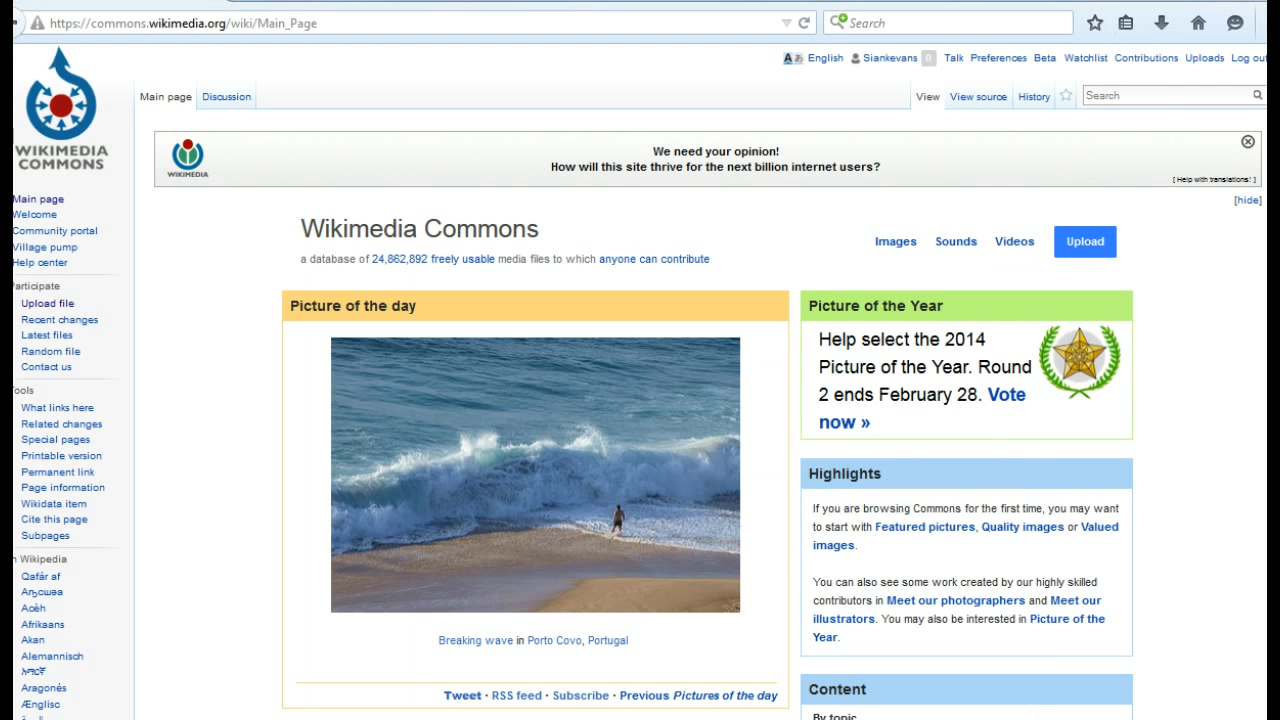 https://commons.wikimedia.org/wiki/Main_Page
Search
English Siankevans 0 Talk Preferences Beta Watchlist Contributions Uploads Log out
Main page Discussion
View View source History
Search
WIKIMEDIA
COMMONS
WIKIMEDIA
We need your opinion!
How will this site thrive for the next billion internet users?
[ Help with translations! ]
[hide]
Main page
Welcome
Community portal
Village pump
Help center
articipate
Upload file
Recent changes
Latest files
Random file
Contact us
ools
What links here
Related changes
Special pages
Printable version
Permanent link
Page information
Wikidata item
Cite this page
Subpages
n Wikipedia
Qafár af
Аҧсшәа
Acèh
Afrikaans
Akan
Alemannisch
አማርኛ
Aragonés
Ænglisc
Wikimedia Commons
a database of 24,862,892 freely usable media files to which anyone can contribute
Images Sounds Videos Upload
Picture of the day
Breaking wave in Porto Covo, Portugal
Tweet · RSS feed · Subscribe · Previous Pictures of the day
Picture of the Year
Help select the 2014
Picture of the Year. Round
2 ends February 28. Vote
now »
Highlights
If you are browsing Commons for the first time, you may want
to start with Featured pictures, Quality images or Valued
images.
You can also see some work created by our highly skilled
contributors in Meet our photographers and Meet our
illustrators. You may also be interested in Picture of the
Year.
Content
By topic